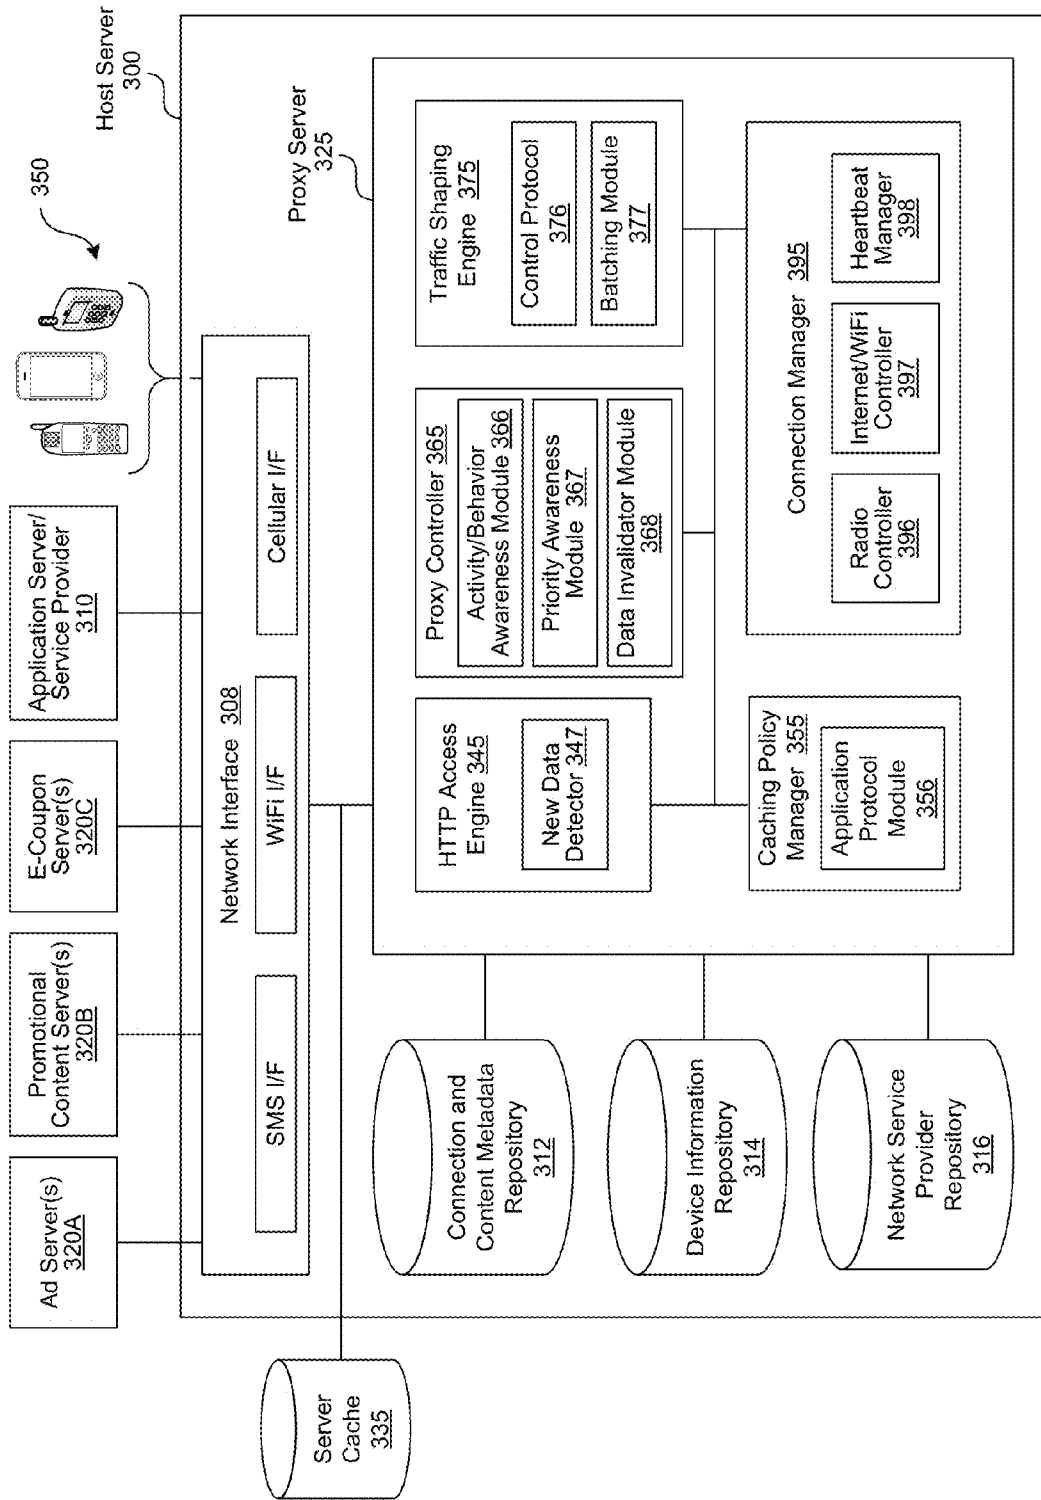 Ad Server(s)
320A
Promotional
Content Server(s)
320B
E-Coupon
Server(s)
320C
Application Server/
Service Provider
310
350
Host Server
300
Network Interface 308
SMS I/F
WiFi I/F
Cellular I/F
Server
Cache
335
Proxy Server
325
Connection and
Content Metadata
Repository
312
Device Information
Repository
314
Network Service
Provider
Repository
316
HTTP Access
Engine 345
New Data
Detector 347
Proxy Controller 365
Activity/Behavior
Awareness Module 366
Priority Awareness
Module 367
Data Invalidator Module
368
Traffic Shaping
Engine 375
Control Protocol
376
Batching Module
377
Caching Policy
Manager 355
Application
Protocol
Module
356
Connection Manager 395
Radio
Controller
396
Internet/WiFi
Controller
397
Heartbeat
Manager
398